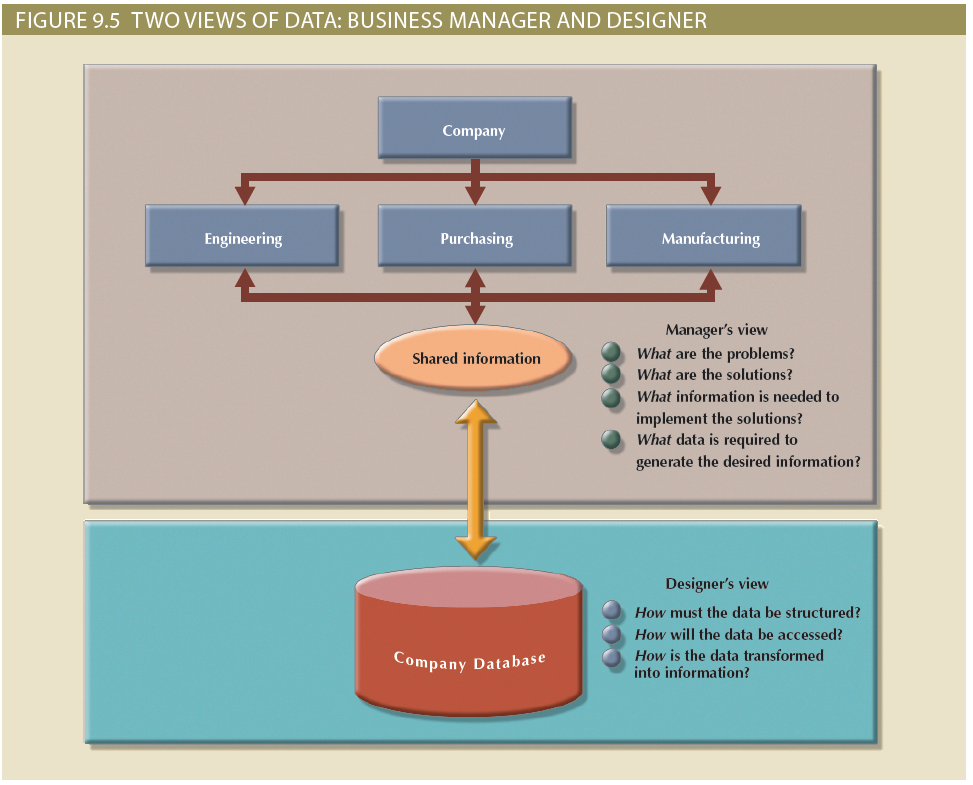 FIGURE 9.5 TWO VIEWS OF DATA: BUSINESS MANAGER AND DESIGNER
Company
Engineering
Purchasing
Manufacturing
Shared information
Manager's view
What are the problems?
What are the solutions?
What information is needed to
implement the solutions?
What data is required to
generate the desired information?
Company Database
Designer's view
How must the data be structured?
How will the data be accessed?
How is the data transformed
into information?